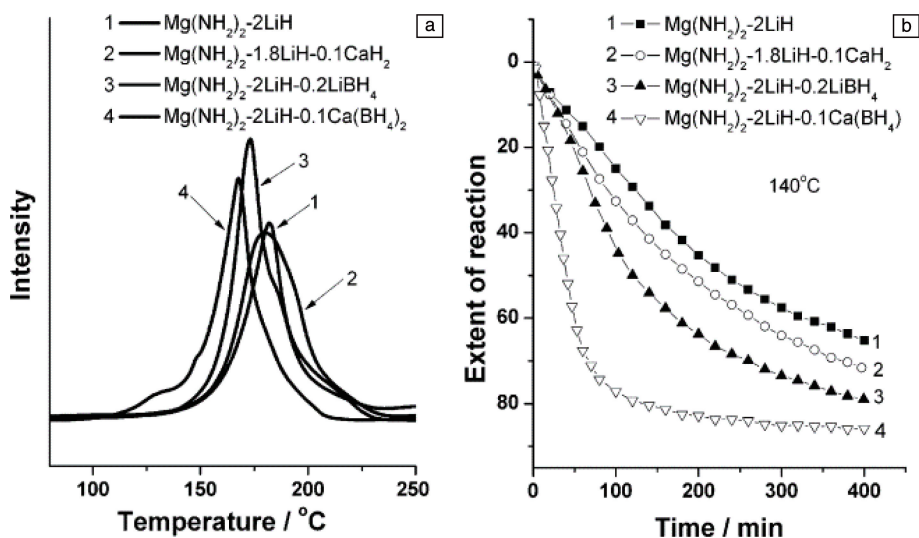 a
1 Mg(NH₂)₂-2LiH
2 Mg(NH₂)₂-1.8LiH-0.1CaH₂
3 Mg(NH₂)₂-2LiH-0.2LiBH₄
4 Mg(NH₂)₂-2LiH-0.1Ca(BH₄)₂
3
4
1
2
Intensity
100 150 200 250
Temperature / °C
b
1 Mg(NH₂)₂-2LiH
2 Mg(NH₂)₂-1.8LiH-0.1CaH₂
3 Mg(NH₂)₂-2LiH-0.2LiBH₄
4 Mg(NH₂)₂-2LiH-0.1Ca(BH₄)
140°C
Extent of reaction
0
20
40
60
80
1
2
3
4
0 100 200 300 400
Time / min